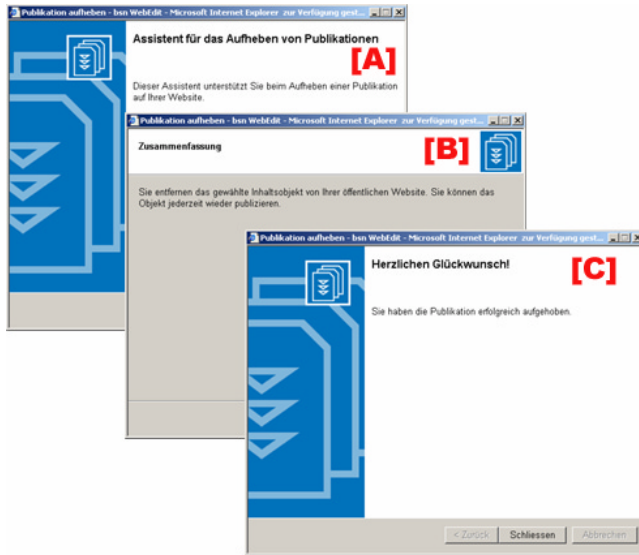 Publikation aufheben - bsn WebEdit - Microsoft Internet Explorer zur Verfügung gest...
Assistent für das Aufheben von Publikationen
[A]
Dieser Assistent unterstützt Sie beim Aufheben einer Publikation
auf Ihrer Website.
Publikation aufheben - bsn WebEdit - Microsoft Internet Explorer zur Verfügung gest...
Zusammenfassung
[B]
Sie entfernen das gewählte Inhaltsobjekt von Ihrer öffentlichen Website. Sie können das
Objekt jederzeit wieder publizieren.
Publikation aufheben - bsn WebEdit - Microsoft Internet Explorer zur Verfügung gest...
Herzlichen Glückwunsch!
[C]
Sie haben die Publikation erfolgreich aufgehoben.
< Zurück Schliessen Abbrechen